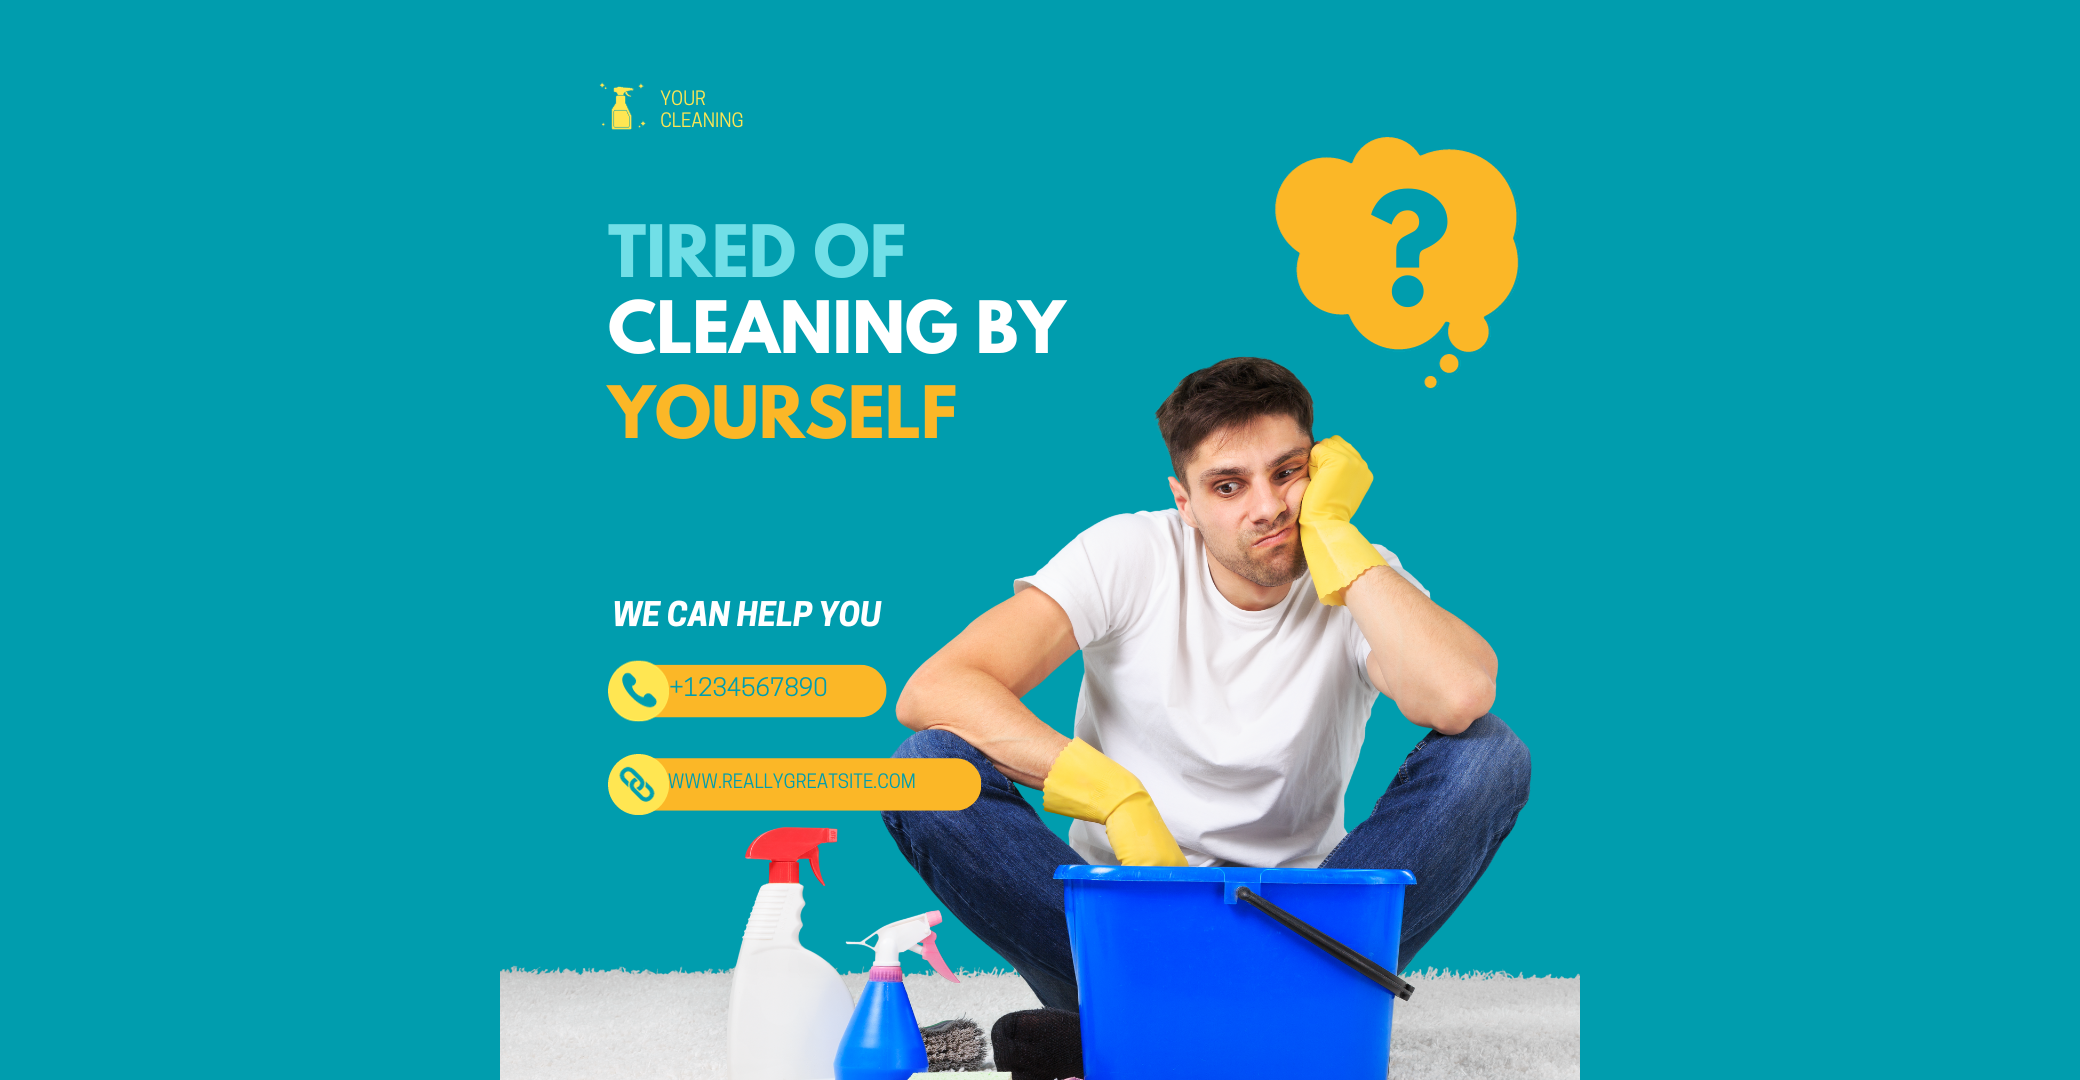 YOUR
CLEANING
TIRED OF
CLEANING BY
YOURSELF
?
WE CAN HELP YOU
+1234567890
WWW.REALLYGREATSITE.COM